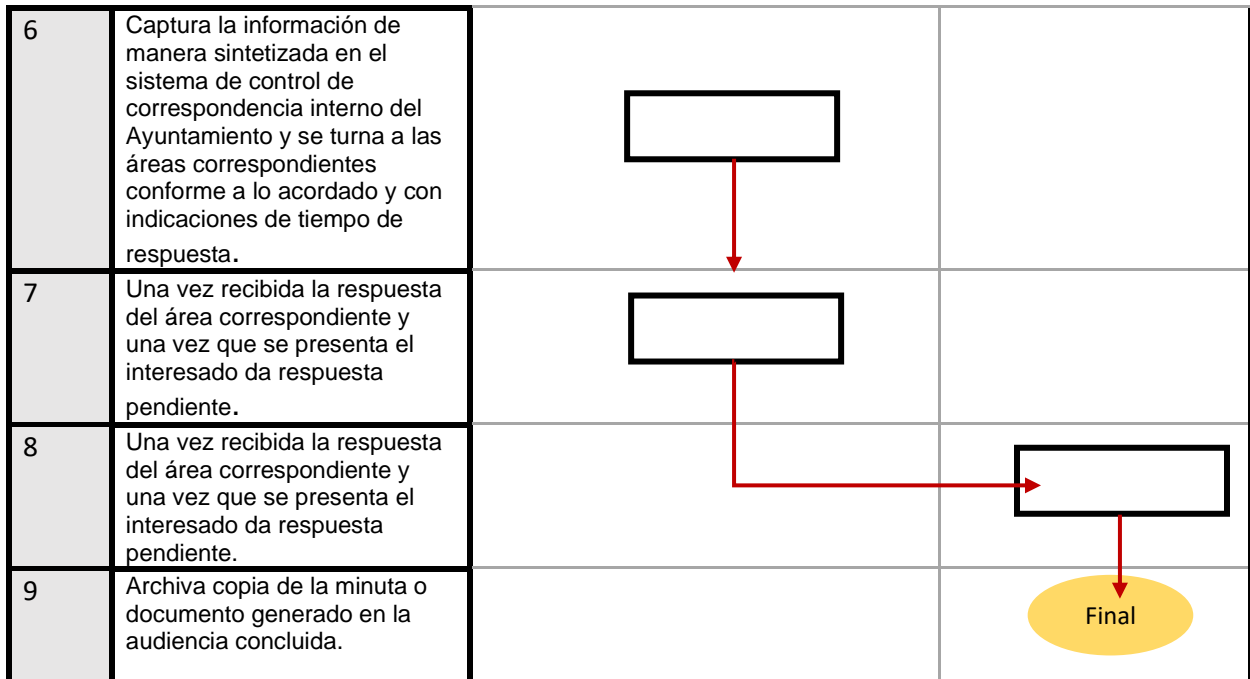 6
Captura la información de
manera sintetizada en el
sistema de control de
correspondencia interno del
Ayuntamiento y se turna a las
áreas correspondientes
conforme a lo acordado y con
indicaciones de tiempo de
respuesta.
7
Una vez recibida la respuesta
del área correspondiente y
una vez que se presenta el
interesado da respuesta
pendiente.
8
Una vez recibida la respuesta
del área correspondiente y
una vez que se presenta el
interesado da respuesta
pendiente.
9
Archiva copia de la minuta o
documento generado en la
audiencia concluida.
Final